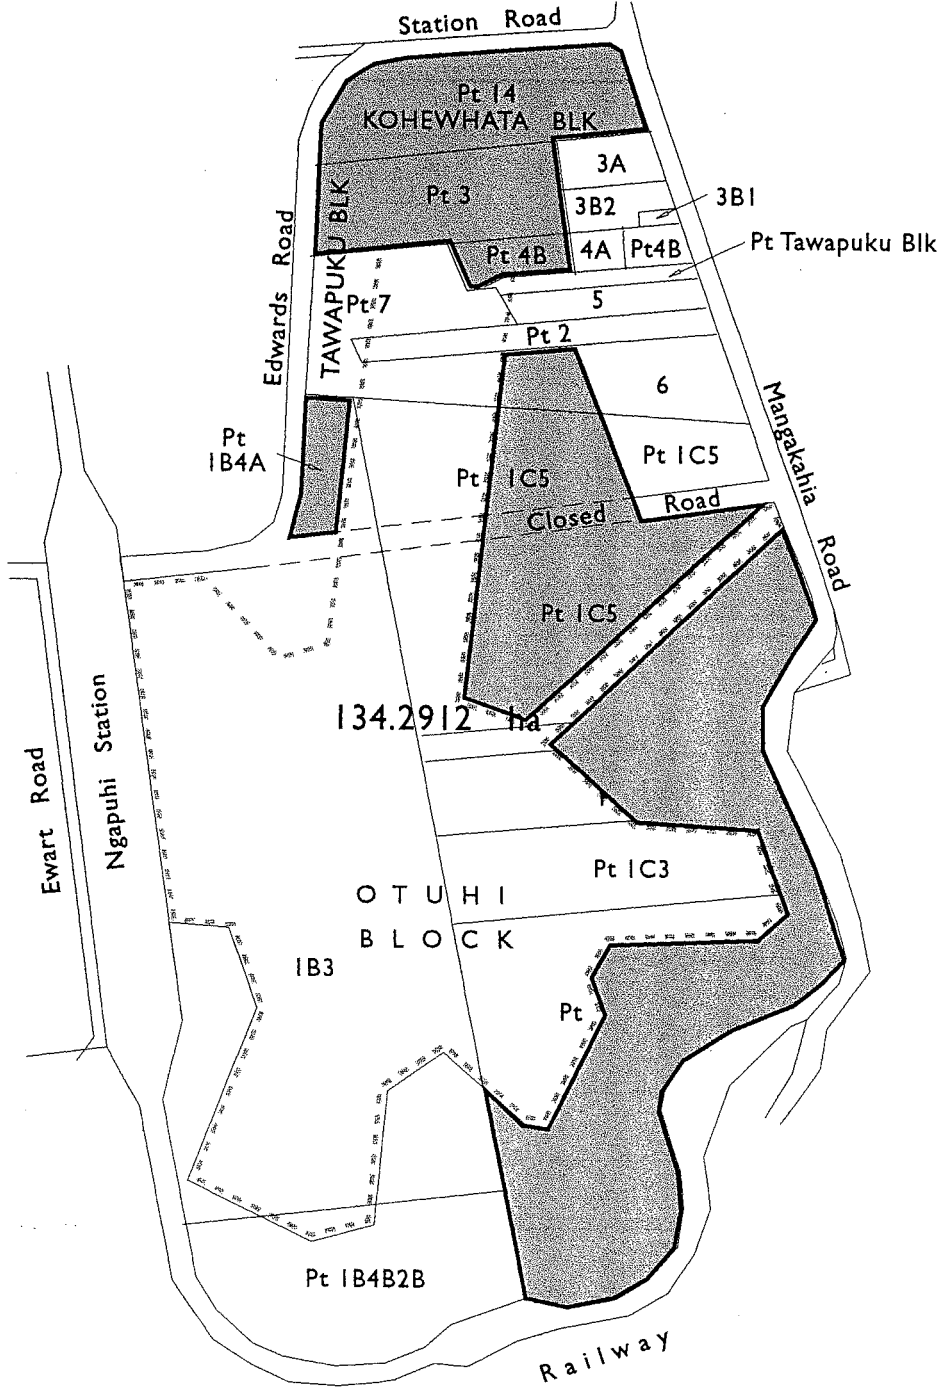 Station Road
Pt 14
KOHEWHATA BLK
3A
Pt 3
3B2
3B1
Pt 4B
4A
Pt4B
Pt Tawapuku Blk
Edwards Road
TAWAPUKU BLK
Pt 7
5
Pt 2
6
Mangakahia Road
Pt
1B4A
Pt 1C5
Pt 1C5
Closed Road
Pt 1C5
134.2912 ha
Ewart Road
Ngapuhi Station
Pt 1C3
OTUHI
BLOCK
1B3
Pt
Pt 1B4B2B
Railway